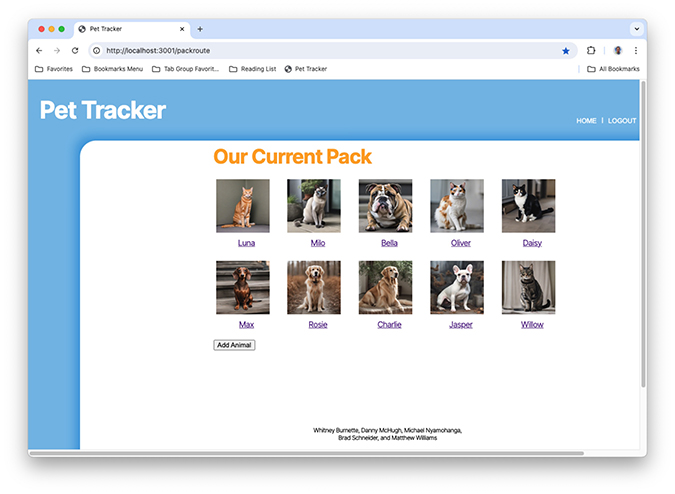 Pet Tracker
http://localhost:3001/packroute
Favorites Bookmarks Menu Tab Group Favorit... Reading List Pet Tracker All Bookmarks
Pet Tracker
HOME | LOGOUT
Our Current Pack
Luna Milo Bella Oliver Daisy
Max Rosie Charlie Jasper Willow
Add Animal
Whitney Burnette, Danny McHugh, Michael Nyamohanga,
Brad Schneider, and Matthew Williams